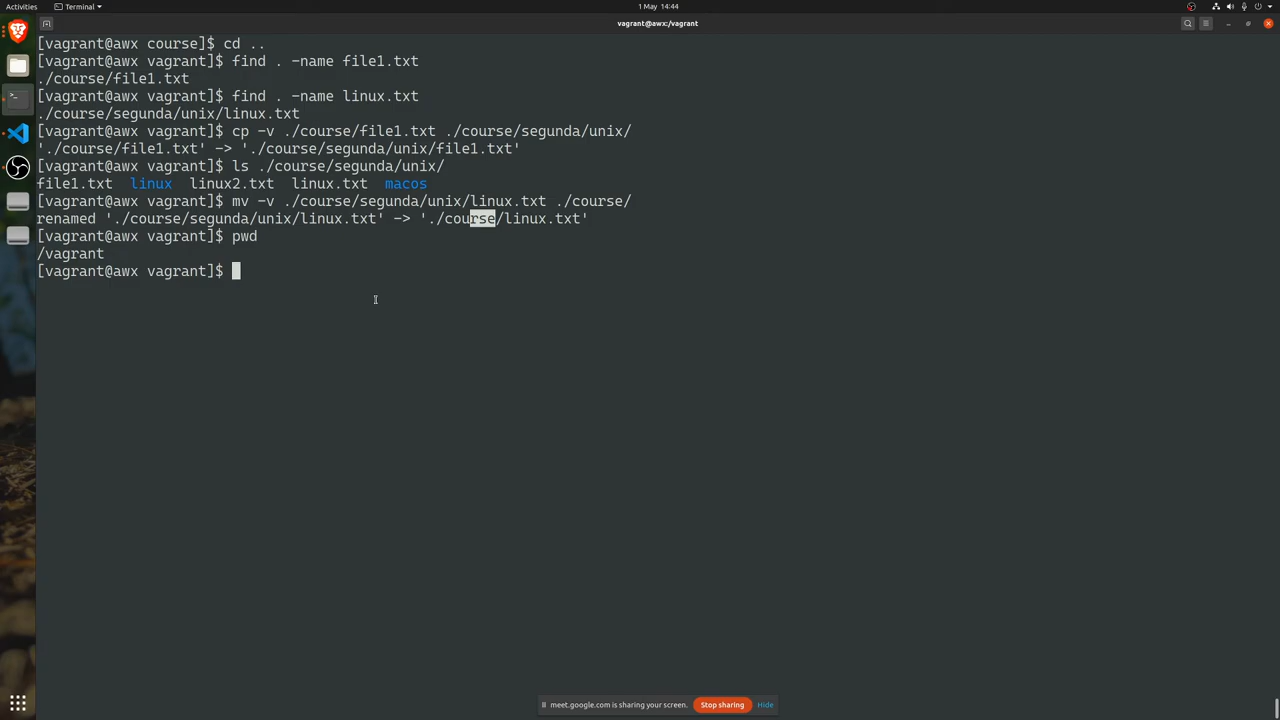 Activities
Terminal
1 May 14:44
vagrant@awx:/vagrant
[vagrant@awx course]$ cd ..
[vagrant@awx vagrant]$ find . -name file1.txt
./course/file1.txt
[vagrant@awx vagrant]$ find . -name linux.txt
./course/segunda/unix/linux.txt
[vagrant@awx vagrant]$ cp -v ./course/file1.txt ./course/segunda/unix/
'./course/file1.txt' -> './course/segunda/unix/file1.txt'
[vagrant@awx vagrant]$ ls ./course/segunda/unix/
file1.txt  linux  linux2.txt  linux.txt  macos
[vagrant@awx vagrant]$ mv -v ./course/segunda/unix/linux.txt ./course/
renamed './course/segunda/unix/linux.txt' -> './course/linux.txt'
[vagrant@awx vagrant]$ pwd
/vagrant
[vagrant@awx vagrant]$
meet.google.com is sharing your screen. Stop sharing Hide